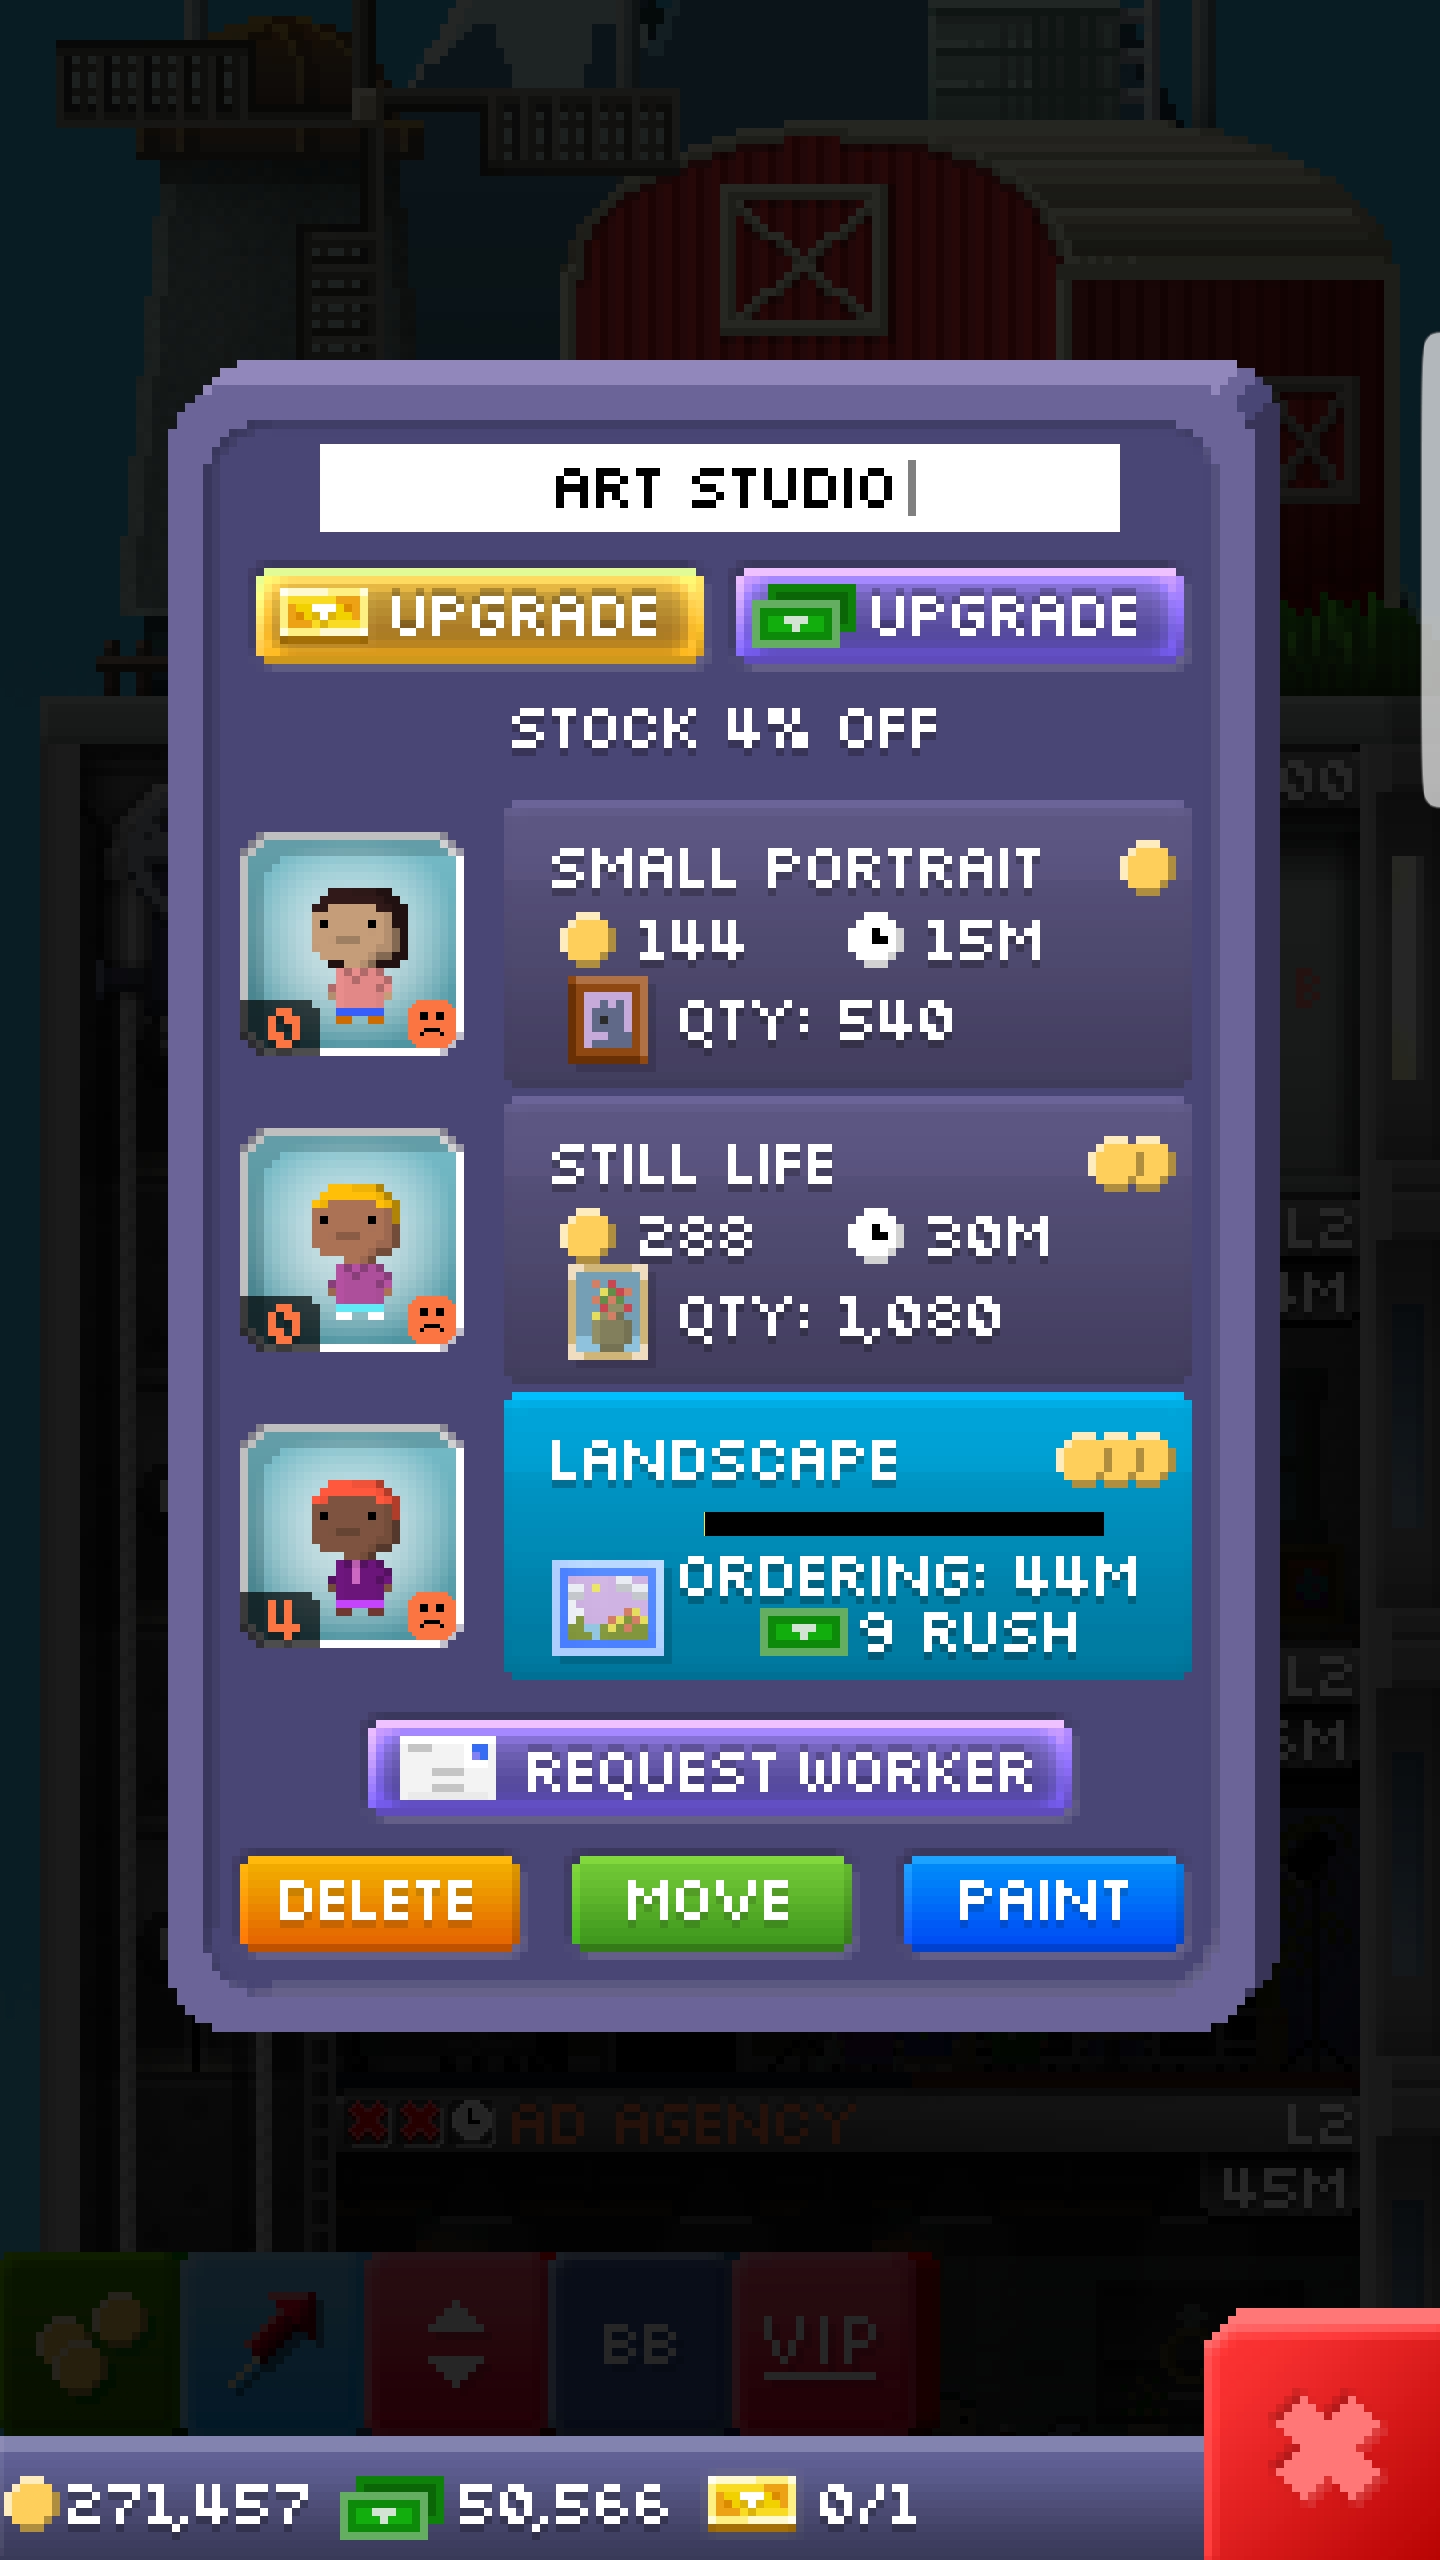 ART STUDIO
UPGRADE UPGRADE
STOCK 4% OFF
SMALL PORTRAIT
144 15M
QTY: 540
0
STILL LIFE
288 30M
QTY: 1,080
0
LANDSCAPE
ORDERING: 44M
9 RUSH
4
REQUEST WORKER
DELETE MOVE PAINT
L2
L2
AD AGENCY L2
45M
BB VIP
271,457 50,566 0/1